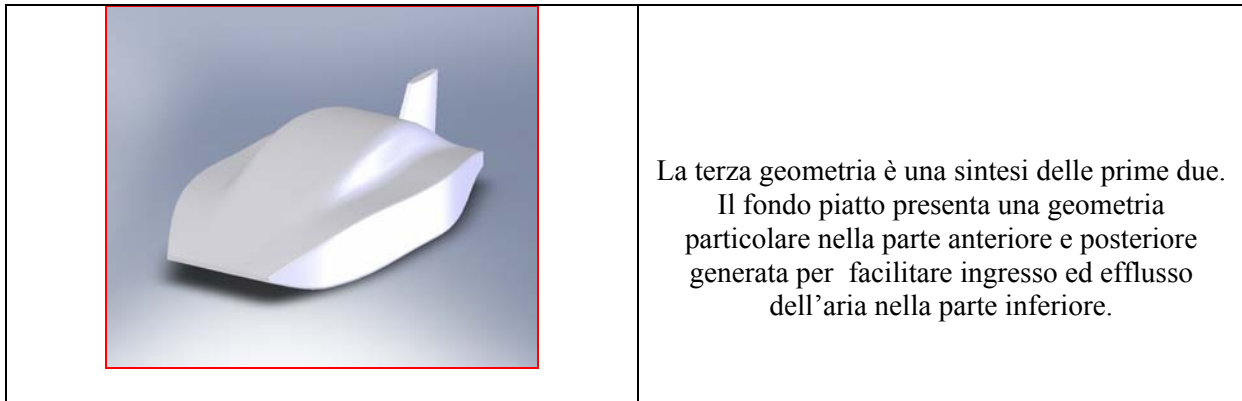 La terza geometria è una sintesi delle prime due.
Il fondo piatto presenta una geometria
particolare nella parte anteriore e posteriore
generata per  facilitare ingresso ed efflusso
dell’aria nella parte inferiore.